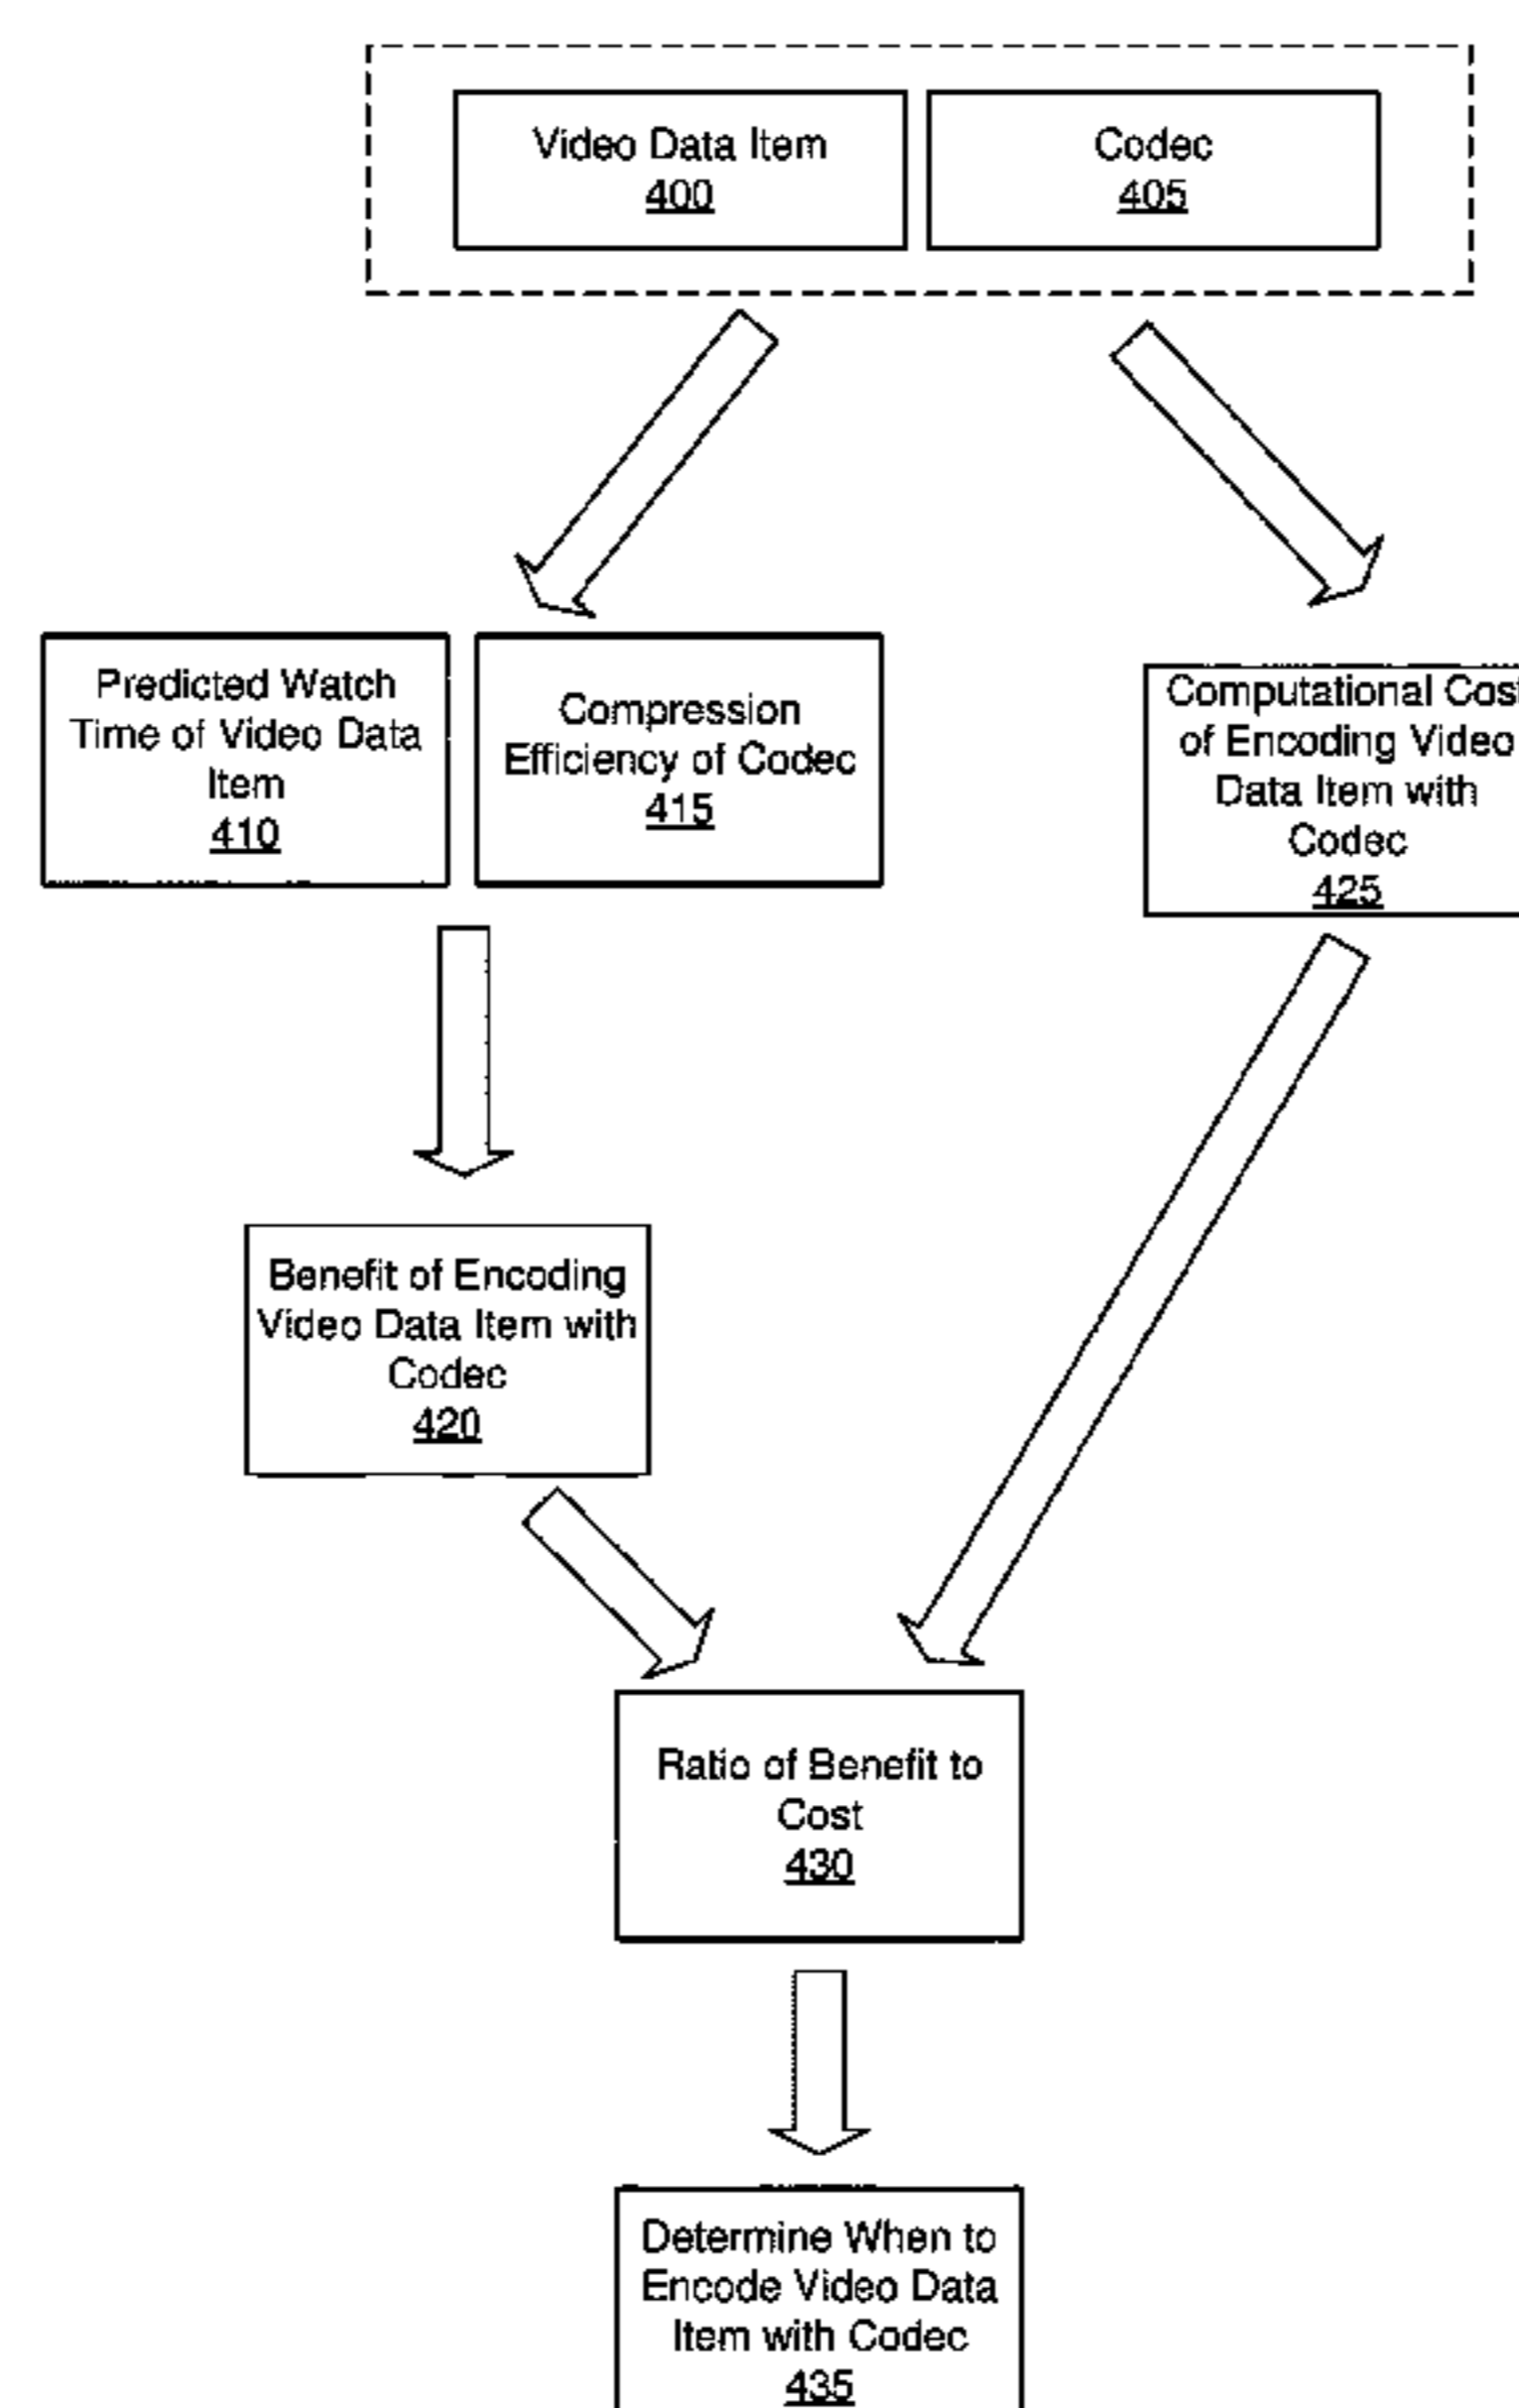 Video Data Item
400
Codec
405
Predicted Watch
Time of Video Data
Item
410
Compression
Efficiency of Codec
415
Computational Cost
of Encoding Video
Data Item with
Codec
425
Benefit of Encoding
Video Data Item with
Codec
420
Ratio of Benefit to
Cost
430
Determine When to
Encode Video Data
Item with Codec
435